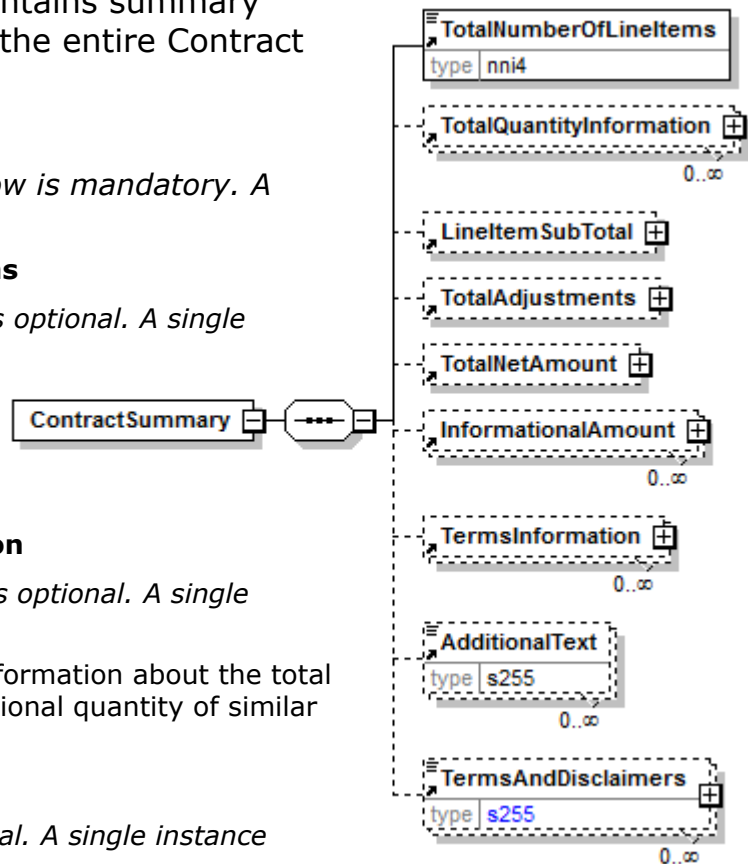 ntains summary
the entire Contract
ow is mandatory. A
s
s optional. A single
on
s optional. A single
formation about the total
ional quantity of similar
al. A single instance
ContractSummary
TotalNumberOfLineItems
type nni4
TotalQuantityInformation
0..∞
LineItemSubTotal
TotalAdjustments
TotalNetAmount
InformationalAmount
0..∞
TermsInformation
0..∞
AdditionalText
type s255
0..∞
TermsAndDisclaimers
type s255
0..∞